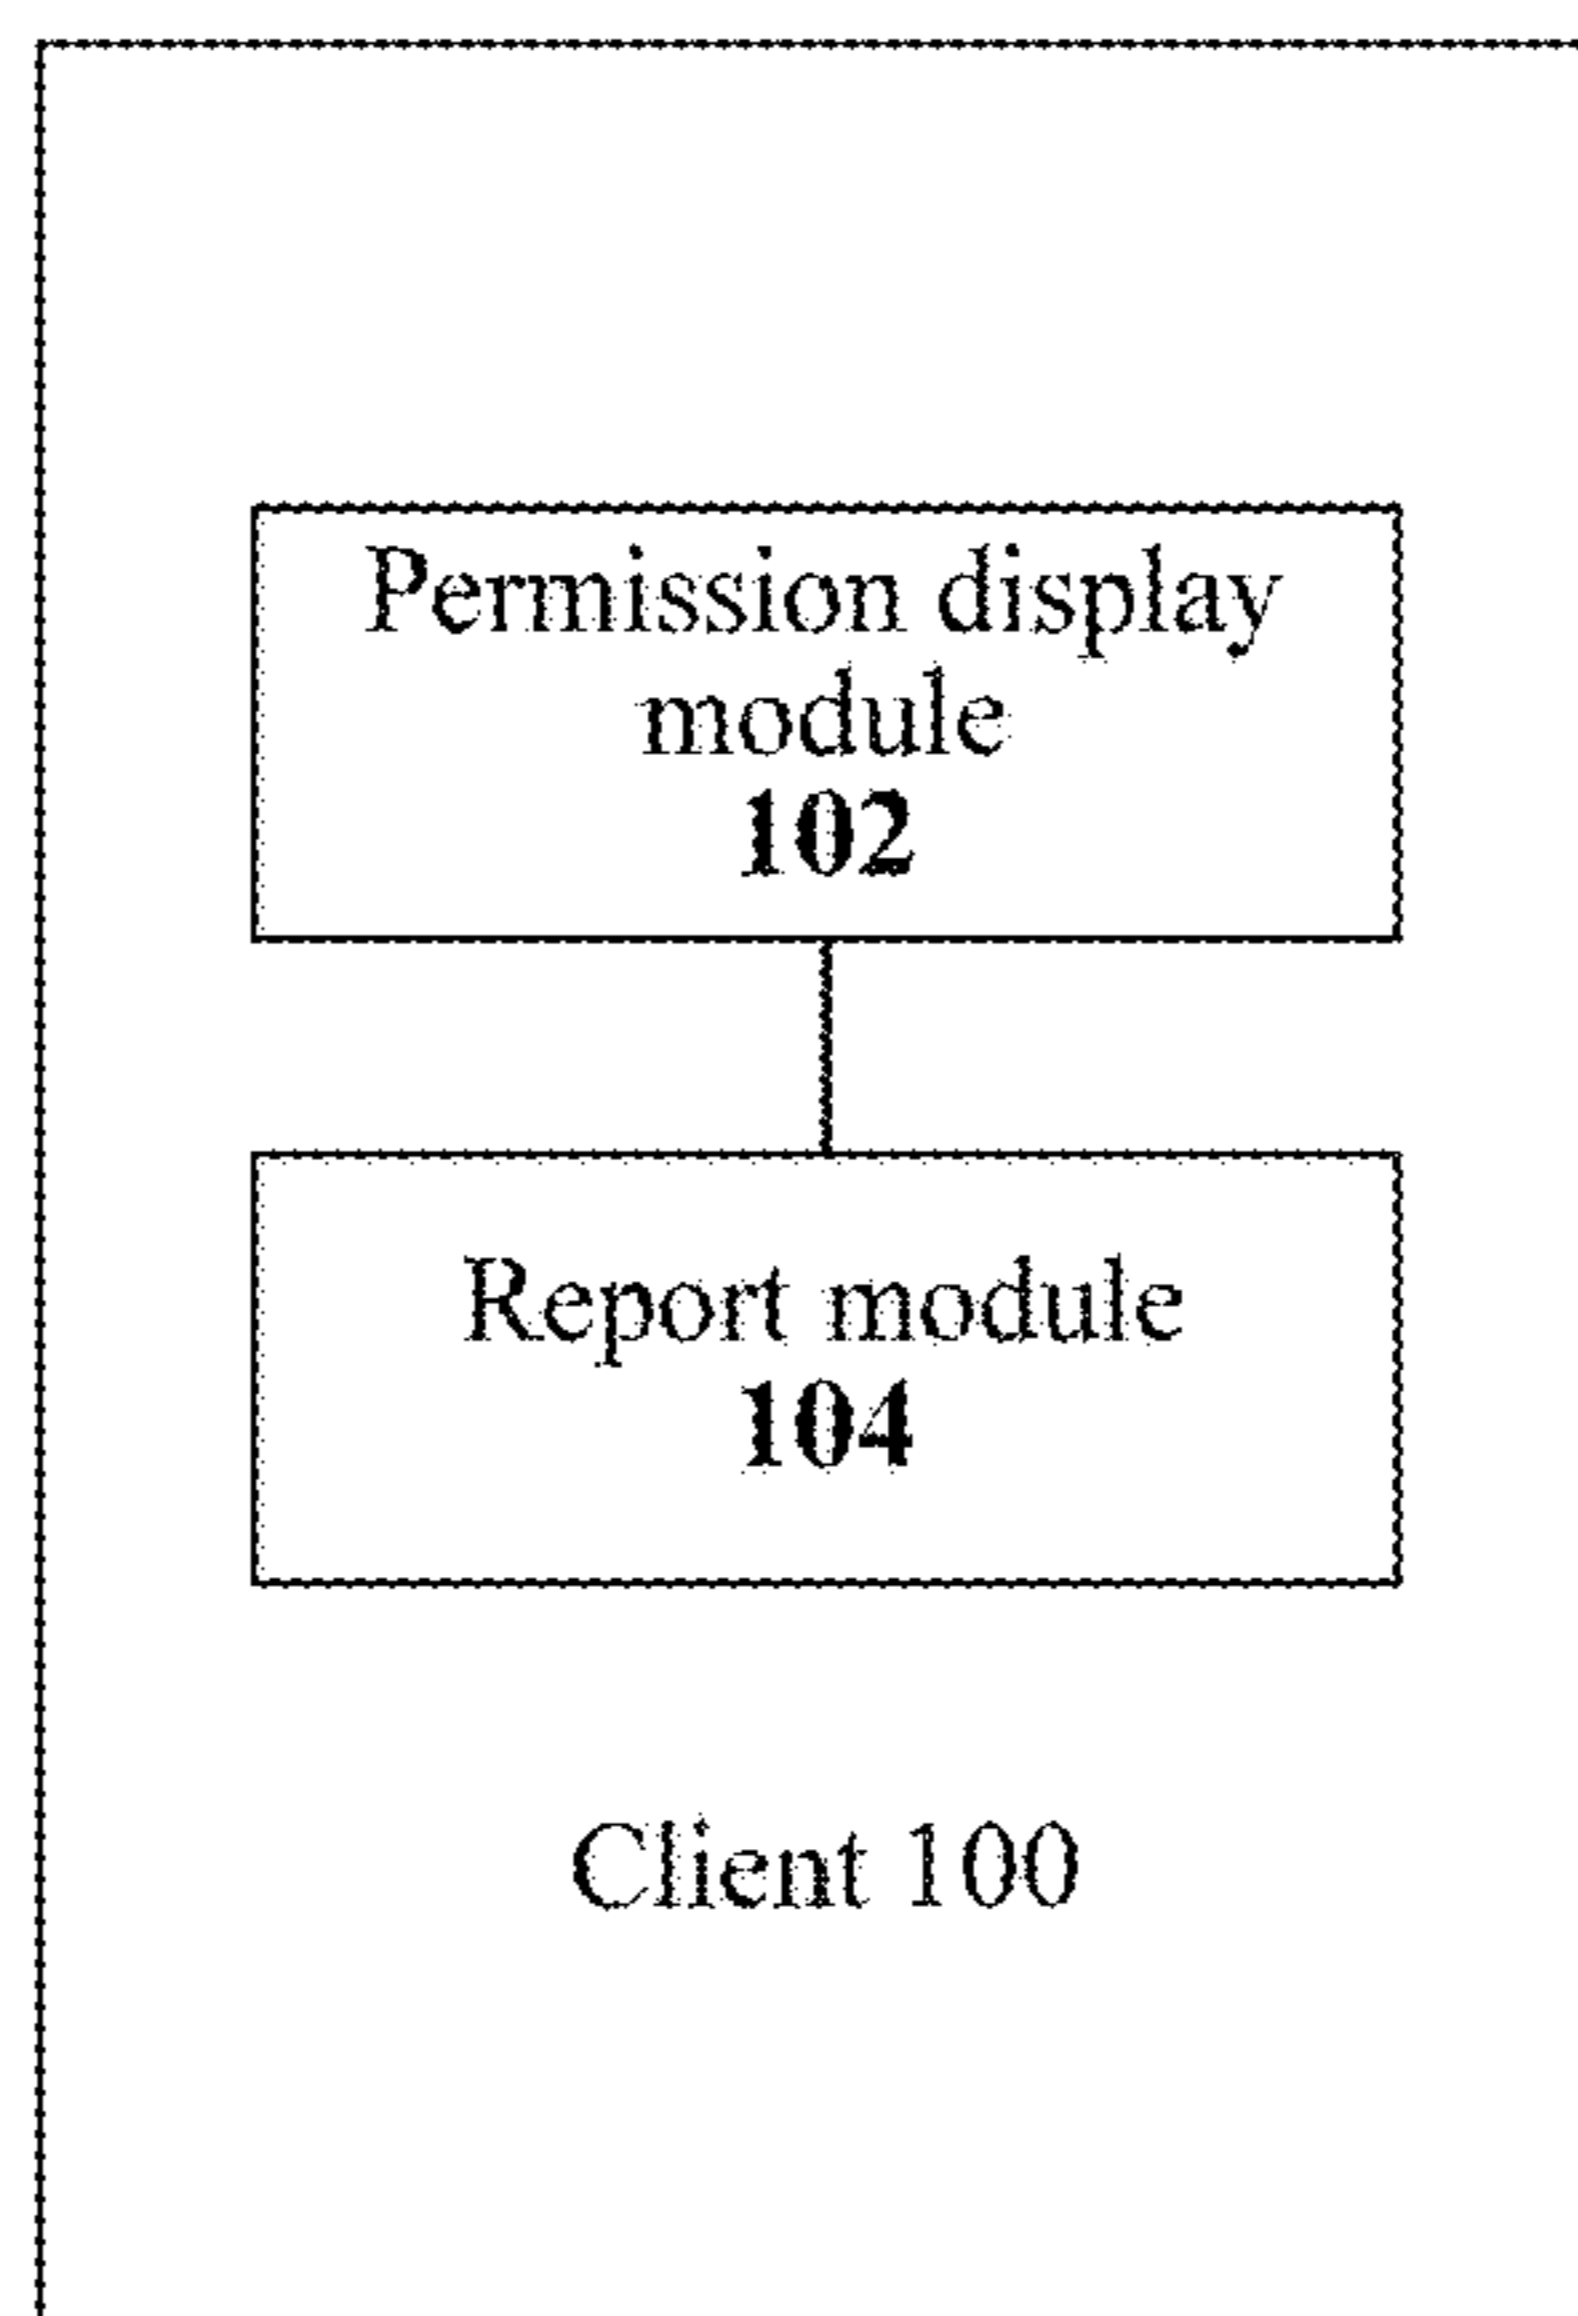 Permission display
module
102
Report module
104
Client 100